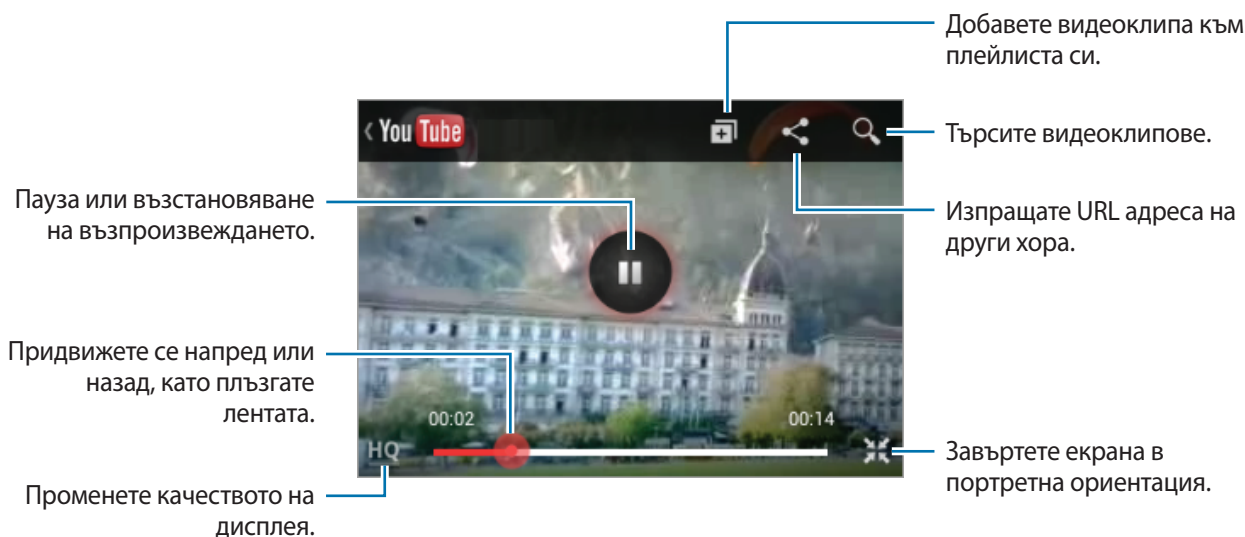 Добавете видеоклипа към
плейлиста си.
You Tube
Търсите видеоклипове.
Пауза или възстановяване
на възпроизвеждането.
Изпращате URL адреса на
други хора.
Придвижете се напред или
назад, като плъзгате
лентата.
00:02
00:14
HQ
Завъртете екрана в
портретна ориентация.
Променете качеството на
дисплея.